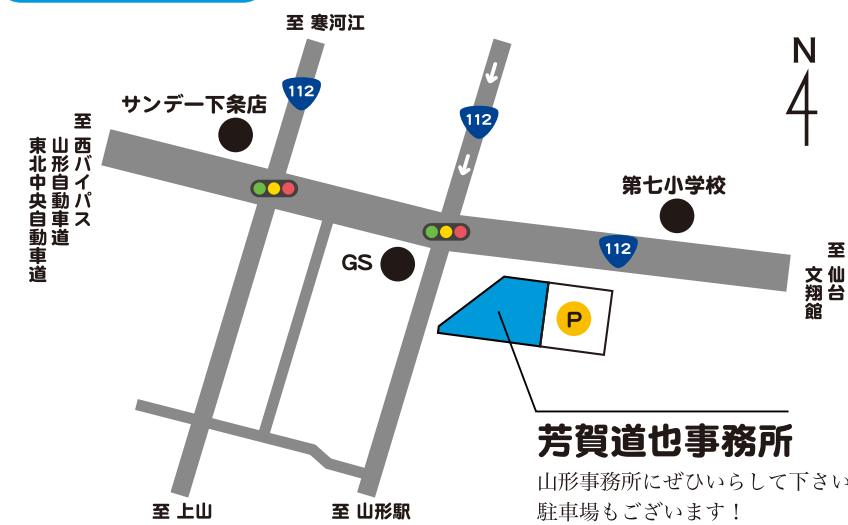 至 寒河江
N
112
サンデー下条店
112
至 西バイパス
山形自動車道
東北中央自動車道
第七小学校
112
GS
至 仙台
文翔館
P
芳賀道也事務所
山形事務所にぜひいらして下さい
駐車場もございます！
至 上山
至 山形駅